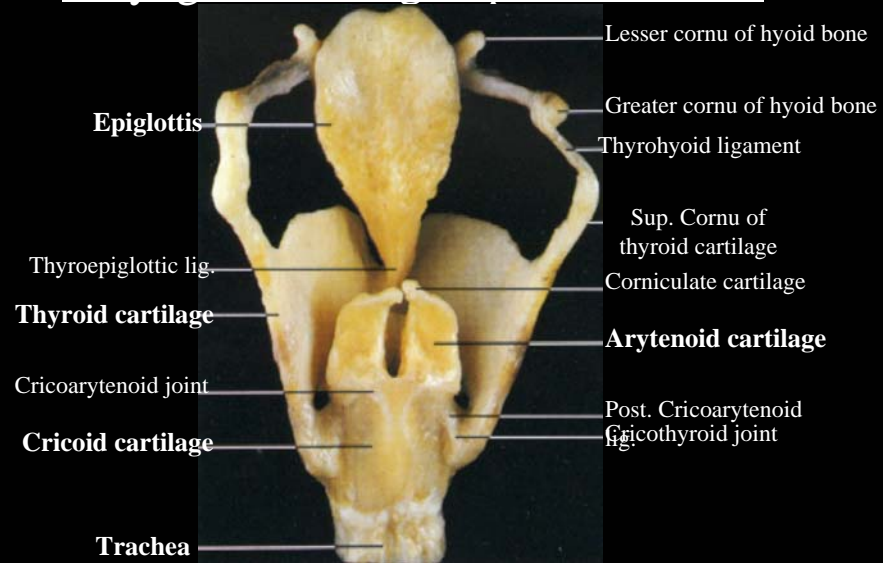 Lesser cornu of hyoid bone
Greater cornu of hyoid bone
Epiglottis
Thyrohyoid ligament
Sup. Cornu of
thyroid cartilage
Thyroepiglottic lig.
Corniculate cartilage
Thyroid cartilage
Arytenoid cartilage
Cricoarytenoid joint
Post. Cricoarytenoid
lig.
Cricothyroid joint
Cricoid cartilage
Trachea